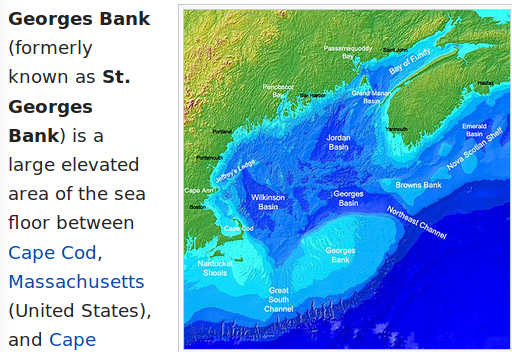 Georges Bank
(formerly
known as St.
Georges
Bank) is a
large elevated
area of the sea
floor between
Cape Cod,
Massachusetts
(United States),
and Cape
Passamaquoddy
Bay
Saint John
Bay of Fundy
Penobscot
Bay
Bar Harbor
Grand Manan
Basin
Halifax
Portland
Jordan
Basin
Yarmouth
Emerald
Basin
Nova Scotian Shelf
Portsmouth
Jeffrey's Ledge
Cape Ann
Boston
Wilkinson
Basin
Georges
Basin
Browns Bank
Northeast Channel
Cape Cod
Nantucket
Shoals
Georges
Bank
Great
South
Channel